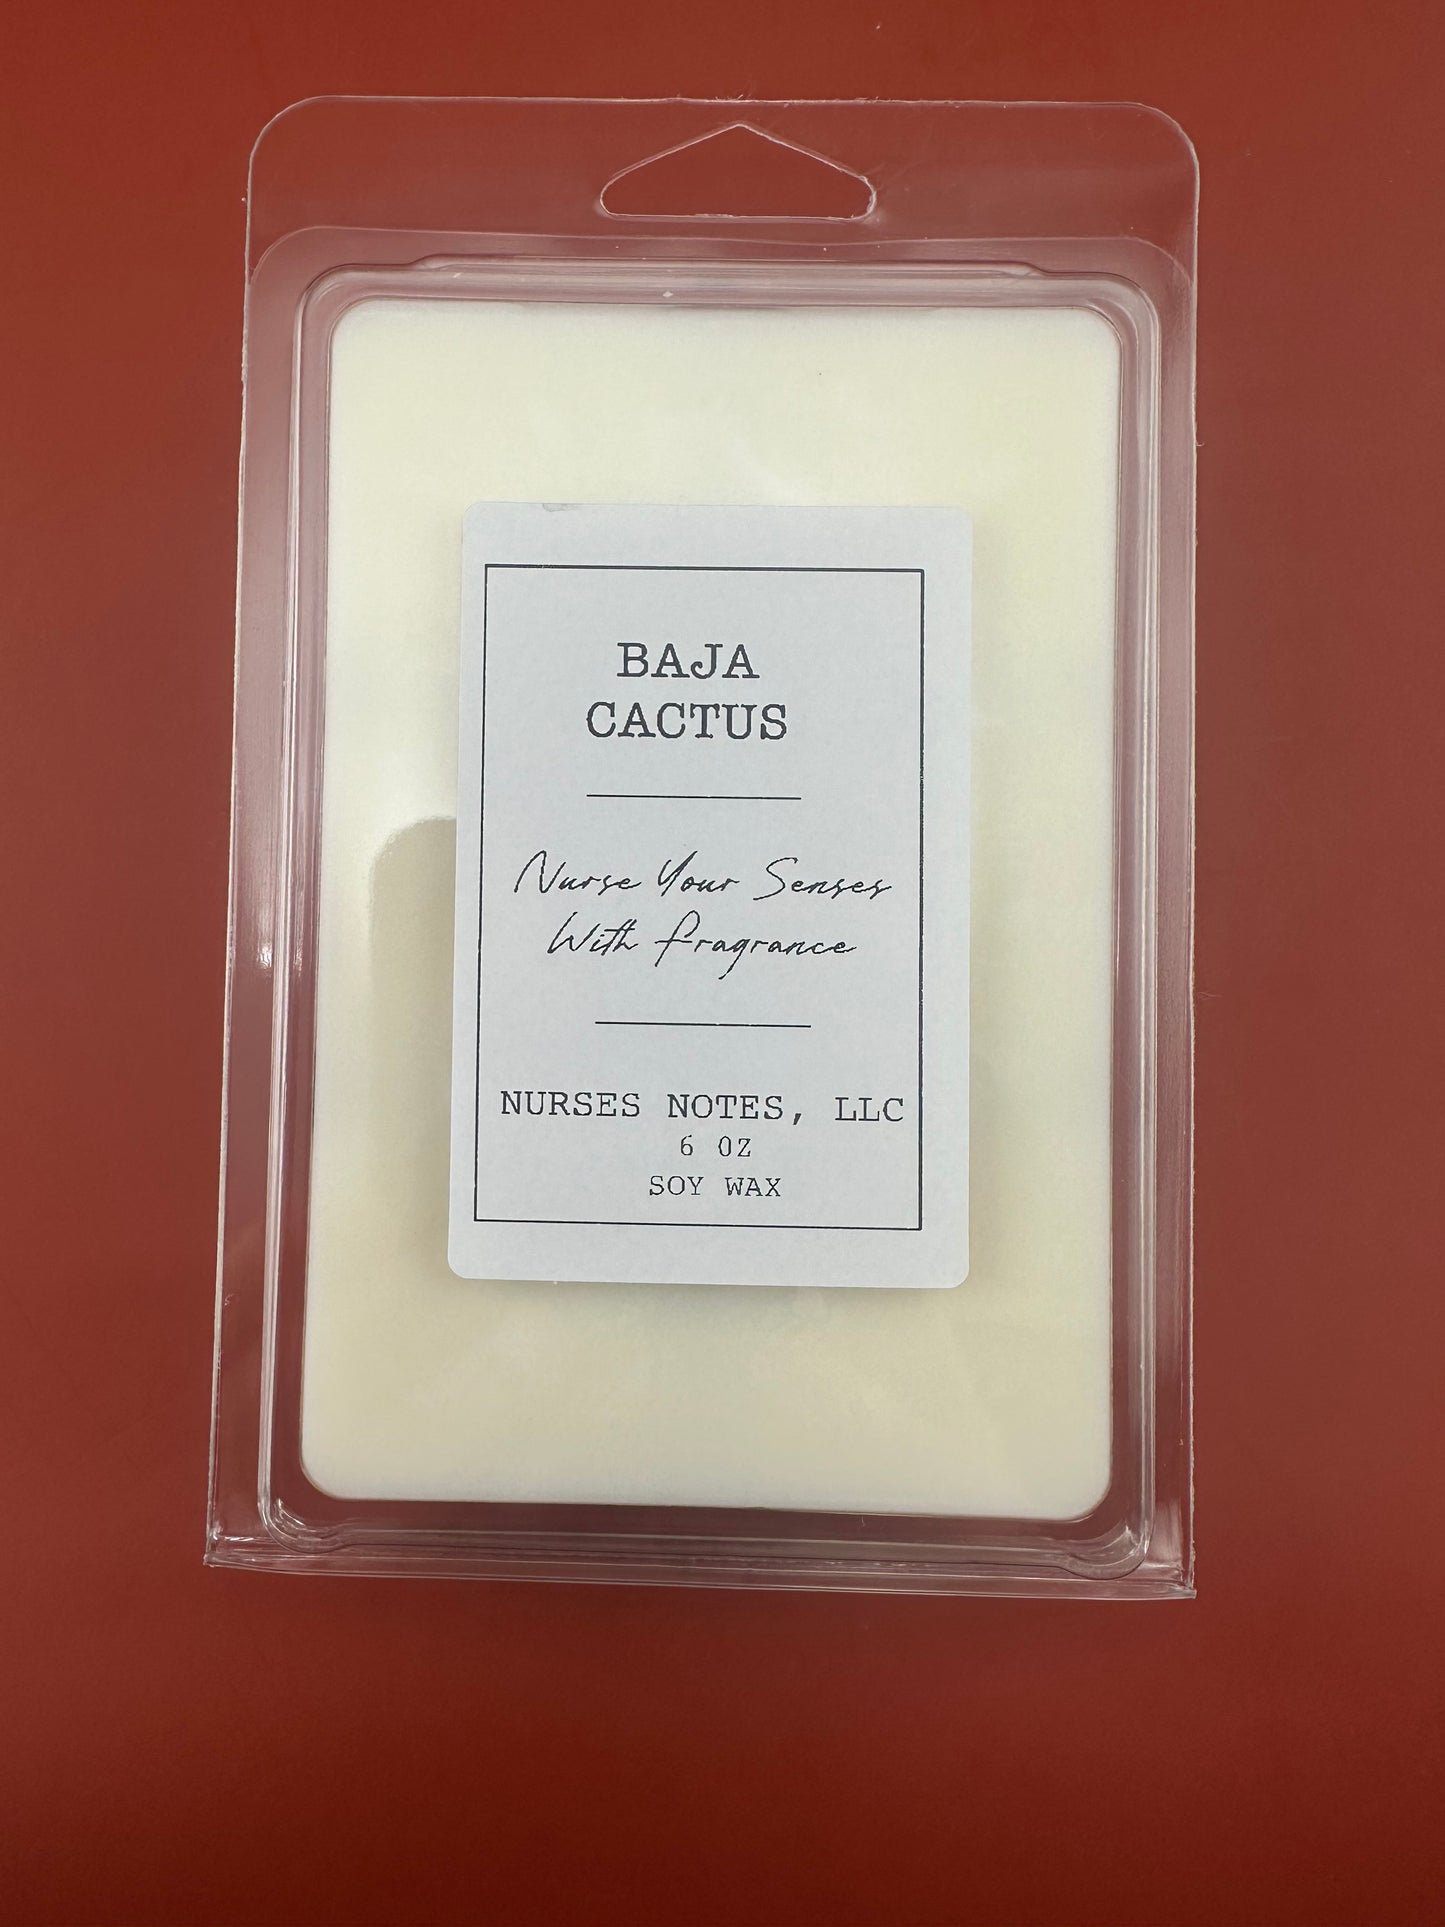 BAJA
CACTUS
Nurse Your Senses
With Fragrance
NURSES NOTES, LLC
6 OZ
SOY WAX